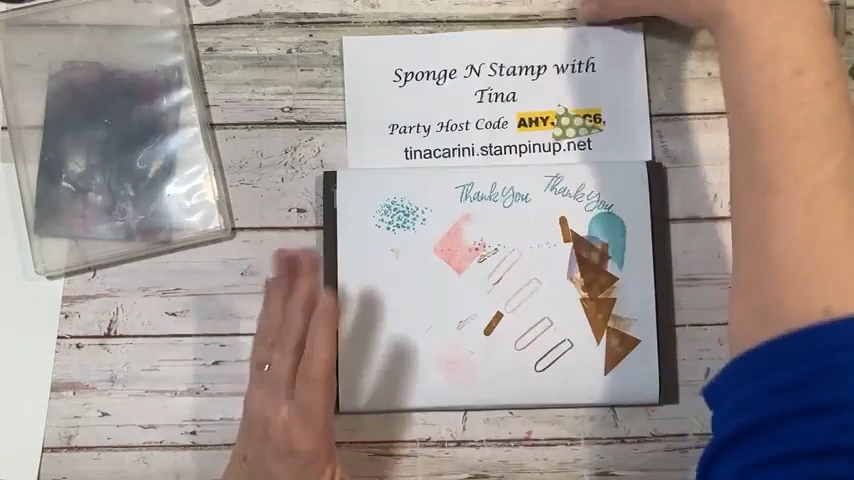 Sponge N Stamp with
Tina
Party Host Code
tinacarini.stampinup.net
Thank You Thank You